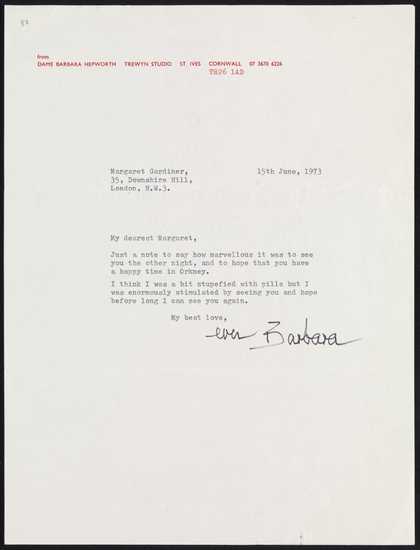 from
DAME BARBARA HEPWORTH TREWYN STUDIO ST IVES CORNWALL 07 3670 6226
TR26 1AD
Margaret Gardiner, 15th June, 1973
35, Downshire Hill,
London, N.W.3.
My dearest Margaret,
Just a note to say how marvellous it was to see
you the other night, and to hope that you have
a happy time in Orkney.
I think I was a bit stupefied with pills but I
was enormously stimulated by seeing you and hope
before long I can see you again.
My best love,
ever Barbara